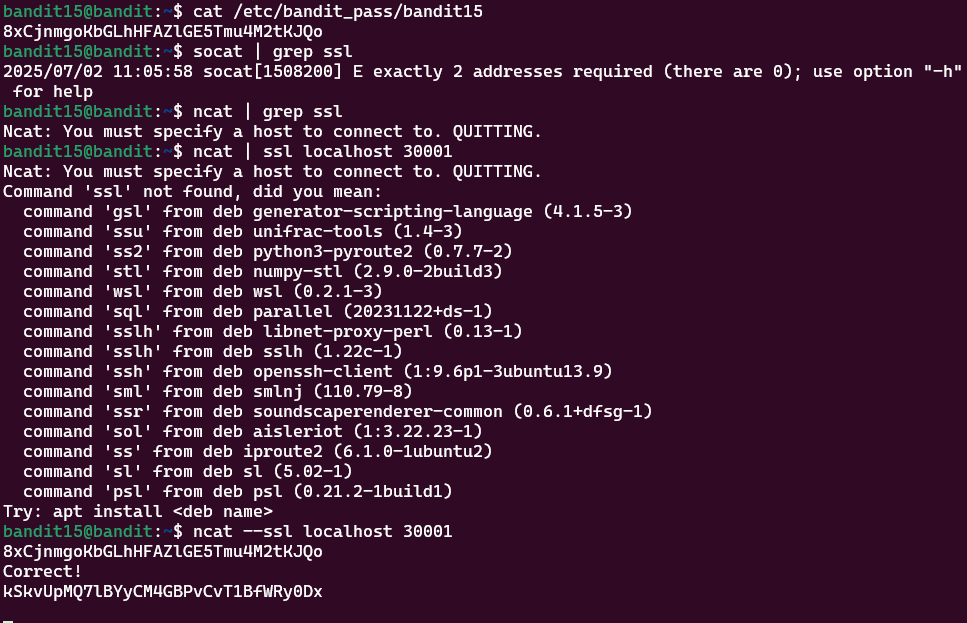 bandit15@bandit:~$ cat /etc/bandit_pass/bandit15
8xCjnmgoKbGLhHFAZlGE5Tmu4M2tKJQo
bandit15@bandit:~$ socat | grep ssl
2025/07/02 11:05:58 socat[1508200] E exactly 2 addresses required (there are 0); use option "-h"
 for help
bandit15@bandit:~$ ncat | grep ssl
Ncat: You must specify a host to connect to. QUITTING.
bandit15@bandit:~$ ncat | ssl localhost 30001
Ncat: You must specify a host to connect to. QUITTING.
Command 'ssl' not found, did you mean:
  command 'gsl' from deb generator-scripting-language (4.1.5-3)
  command 'ssu' from deb unifrac-tools (1.4-3)
  command 'ss2' from deb python3-pyroute2 (0.7.7-2)
  command 'stl' from deb numpy-stl (2.9.0-2build3)
  command 'wsl' from deb wsl (0.2.1-3)
  command 'sql' from deb parallel (20231122+ds-1)
  command 'sslh' from deb libnet-proxy-perl (0.13-1)
  command 'sslh' from deb sslh (1.22c-1)
  command 'ssh' from deb openssh-client (1:9.6p1-3ubuntu13.9)
  command 'sml' from deb smlnj (110.79-8)
  command 'ssr' from deb soundscaperenderer-common (0.6.1+dfsg-1)
  command 'sol' from deb aisleriot (1:3.22.23-1)
  command 'ss' from deb iproute2 (6.1.0-1ubuntu2)
  command 'sl' from deb sl (5.02-1)
  command 'psl' from deb psl (0.21.2-1build1)
Try: apt install <deb name>
bandit15@bandit:~$ ncat --ssl localhost 30001
8xCjnmgoKbGLhHFAZlGE5Tmu4M2tKJQo
Correct!
kSkvUpMQ7lBYyCM4GBPvCvT1BfWRy0Dx